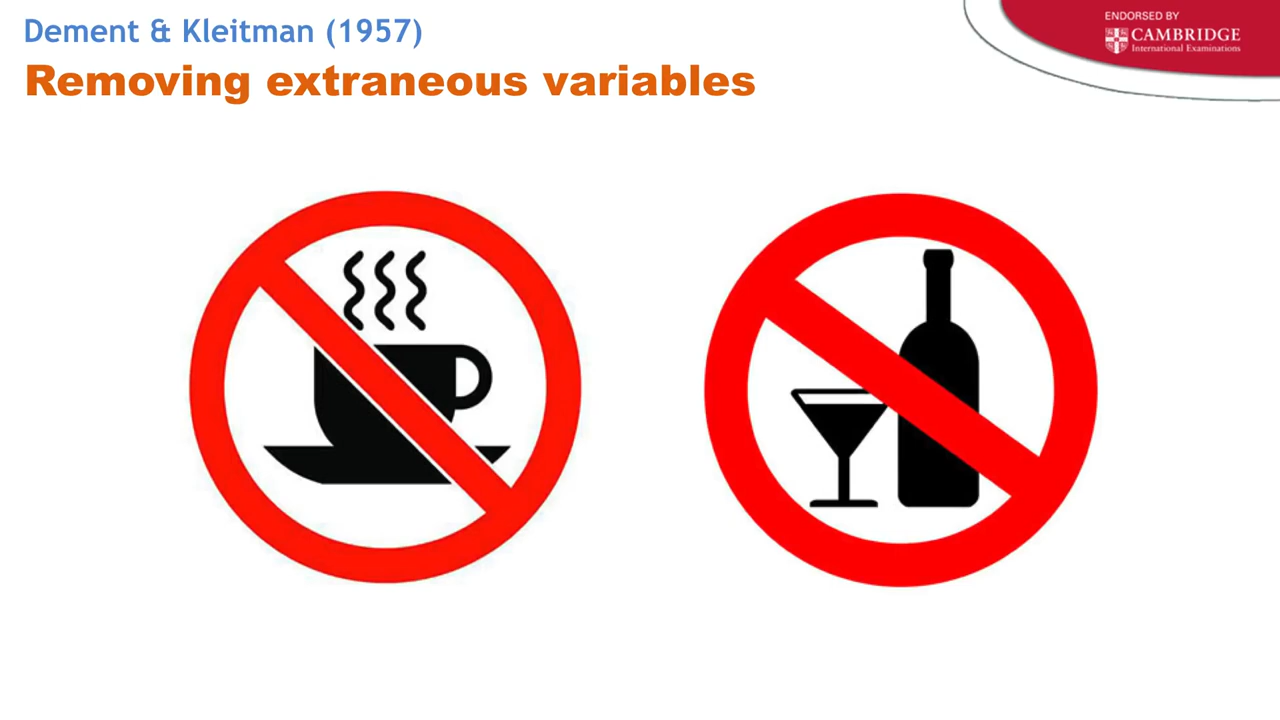 Dement & Kleitman (1957)
Removing extraneous variables
ENDORSED BY
CAMBRIDGE
International Examinations